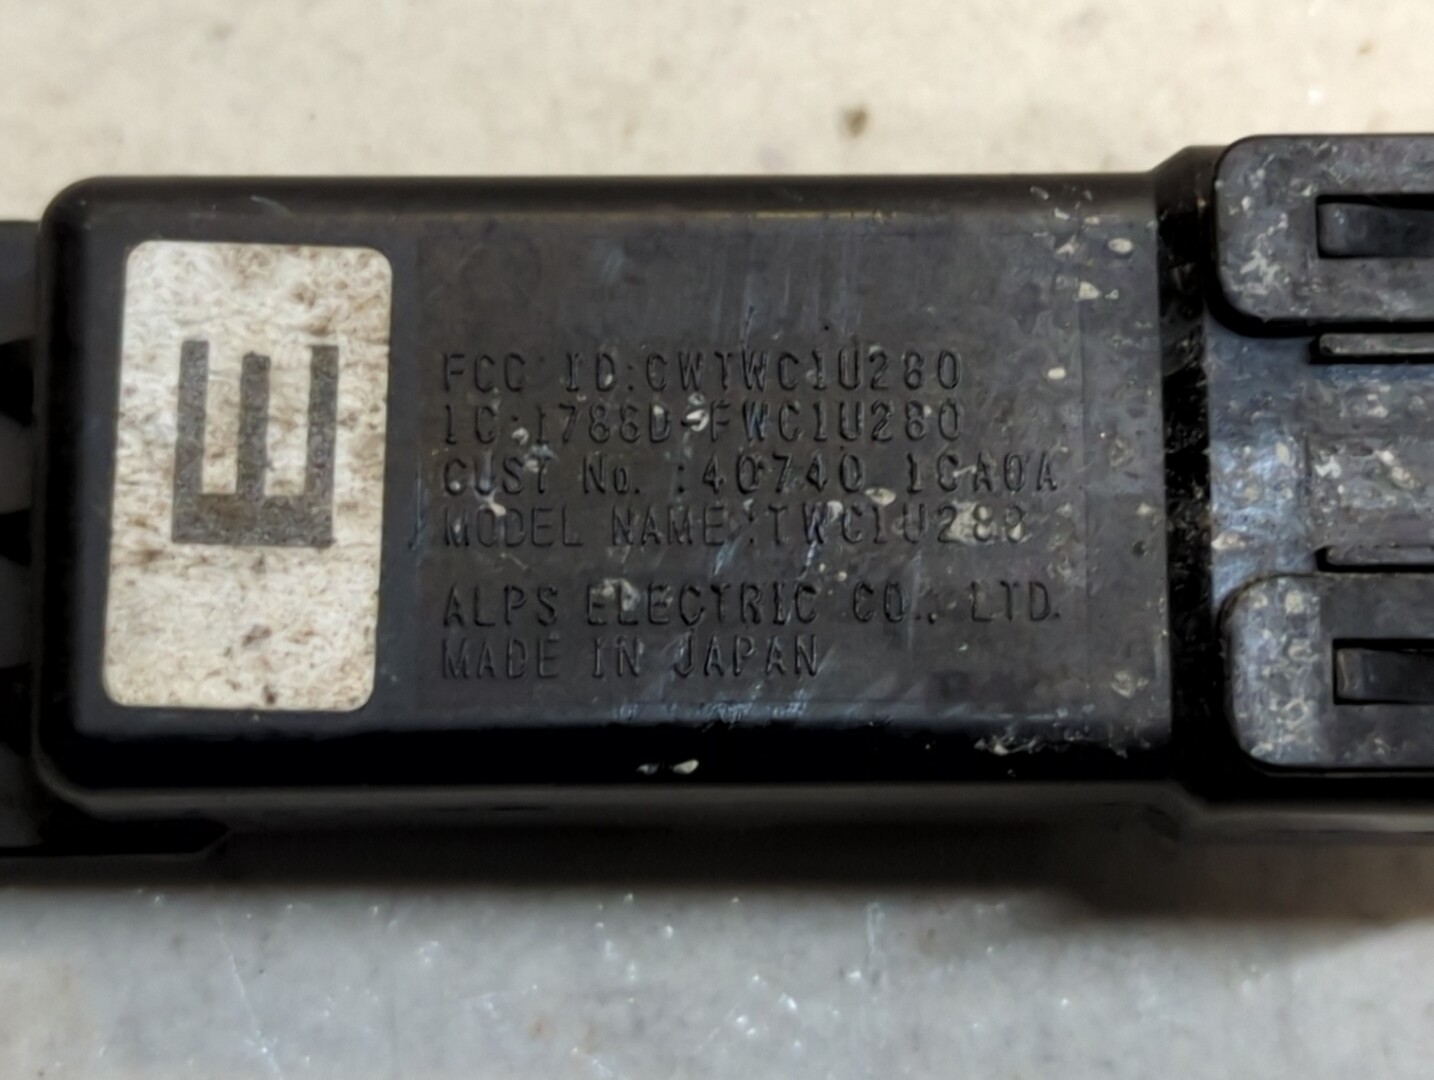 E
FCC ID:CWTWC1U280
IC:1788D-FWC1U280
CUST No. :40740 1CA0A
MODEL NAME:TWC1U280
ALPS ELECTRIC CO., LTD.
MADE IN JAPAN